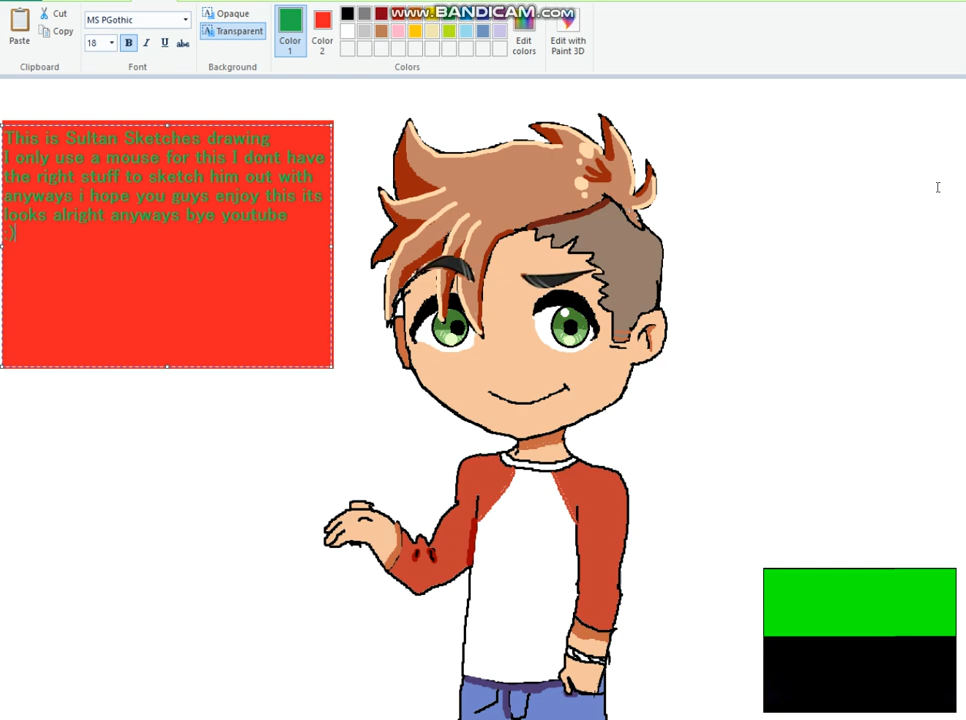 Paste
Cut
Copy
Clipboard
MS PGothic
18
B I U abc
Font
Opaque
Transparent
Background
Color 1
Color 2
WWW.BANDICAM.COM
Edit colors
Colors
Edit with Paint 3D
This is Sultan Sketches drawing
I only use a mouse for this I dont have
the right stuff to sketch him out with
anyways i hope you guys enjoy this its
looks alright anyways bye youtube
:)